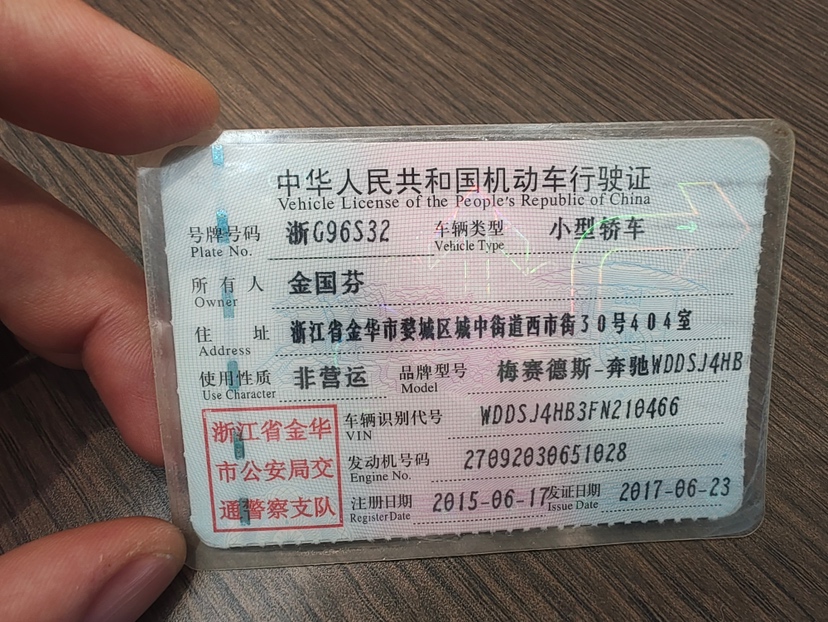 中华人民共和国机动车行驶证
Vehicle License of the People's Republic of China
号牌号码 浙G96S32 车辆类型 小型轿车
Plate No. Vehicle Type
所有人 金国芬
Owner
住址 浙江省金华市婺城区城中街道西市街30号404室
Address
使用性质 非营运 品牌型号 梅赛德斯-奔驰WDDSJ4HB
Use Character Model
浙江省金华
市公安局交
通警察支队
车辆识别代号 WDDSJ4HB3FN210466
VIN
发动机号码 27092030651028
Engine No.
注册日期 2015-06-17 发证日期 2017-06-23
Register Date Issue Date